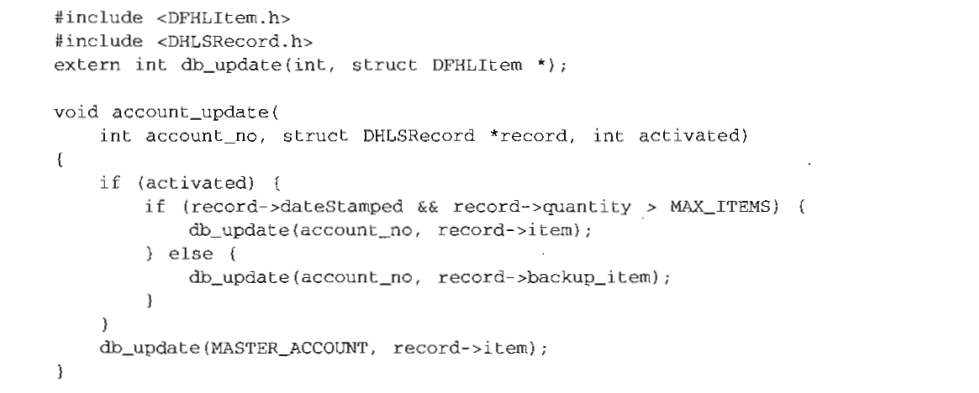 #include <DFHLItem.h>
#include <DHLSRecord.h>
extern int db_update(int, struct DFHLItem *);

void account_update(
    int account_no, struct DHLSRecord *record, int activated)
{
    if (activated) {
        if (record->dateStamped && record->quantity > MAX_ITEMS) {
            db_update(account_no, record->item);
        } else {
            db_update(account_no, record->backup_item);
        }
    }
    db_update(MASTER_ACCOUNT, record->item);
}